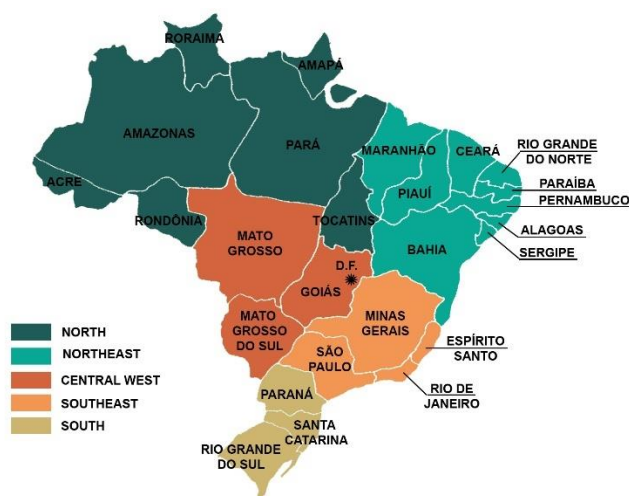 RORAIMA
AMAPÁ
AMAZONAS
PARÁ
MARANHÃO
CEARÁ
RIO GRANDE
DO NORTE
PARAÍBA
PERNAMBUCO
ALAGOAS
SERGIPE
PIAUÍ
ACRE
RONDÔNIA
TOCATINS
BAHIA
MATO
GROSSO
D.F.
GOIÁS
MATO
GROSSO
DO SUL
MINAS
GERAIS
ESPÍRITO
SANTO
SÃO
PAULO
RIO DE
JANEIRO
PARANÁ
SANTA
CATARINA
RIO GRANDE
DO SUL
NORTH
NORTHEAST
CENTRAL WEST
SOUTHEAST
SOUTH